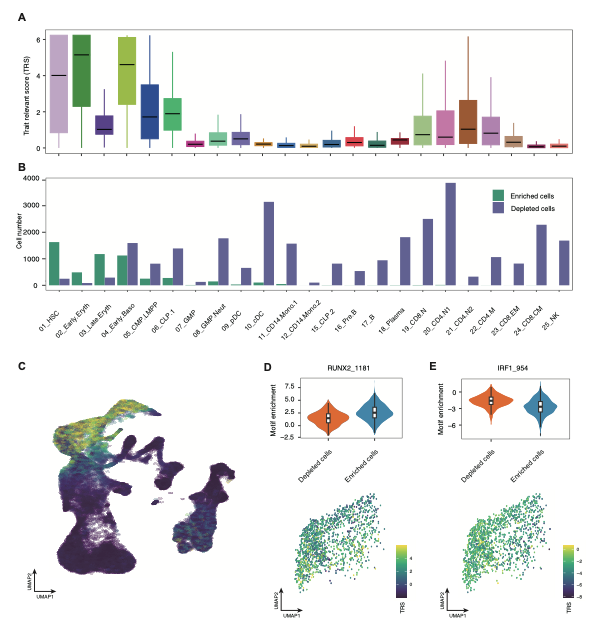 A
Trait relevant score (TRS)
6
4
2
0
B
Cell number
4000
3000
2000
1000
0
Enriched cells
Depleted cells
01_HSC
02_Early.Eryth
03_Late.Eryth
04_Early.Baso
05_CMP.LMPP
06_CLP.1
07_GMP
08_GMP.Neut
09_pDC
10_cDC
11_CD14.Mono.1
12_CD14.Mono.2
15_CLP.2
16_Pre.B
17_B
18_Plasma
19_CD8.N
20_CD4.N1
21_CD4.N2
22_CD4.M
23_CD8.EM
24_CD8.CM
25_NK
C
UMAP2
UMAP1
D
RUNX2_1181
Motif enrichment
7.5
5.0
2.5
0.0
−2.5
Depleted cells
Enriched cells
4
2
0
TRS
UMAP2
UMAP1
E
IRF1_954
Motif enrichment
0
−3
−6
Depleted cells
Enriched cells
0
−2
−4
−6
−8
TRS
UMAP2
UMAP1